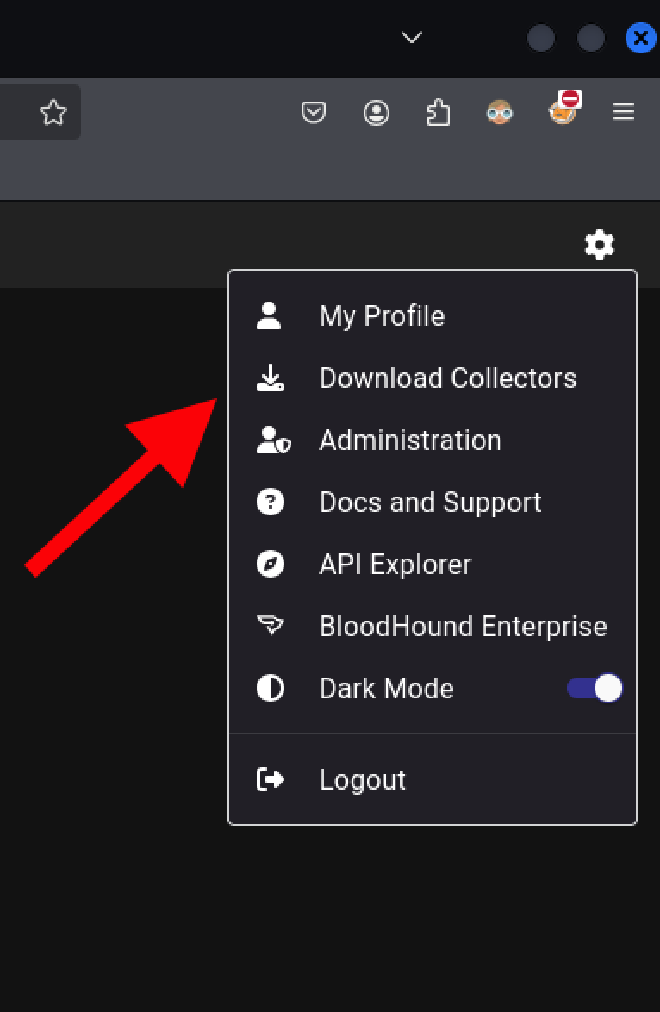 My Profile
Download Collectors
Administration
Docs and Support
API Explorer
BloodHound Enterprise
Dark Mode
Logout